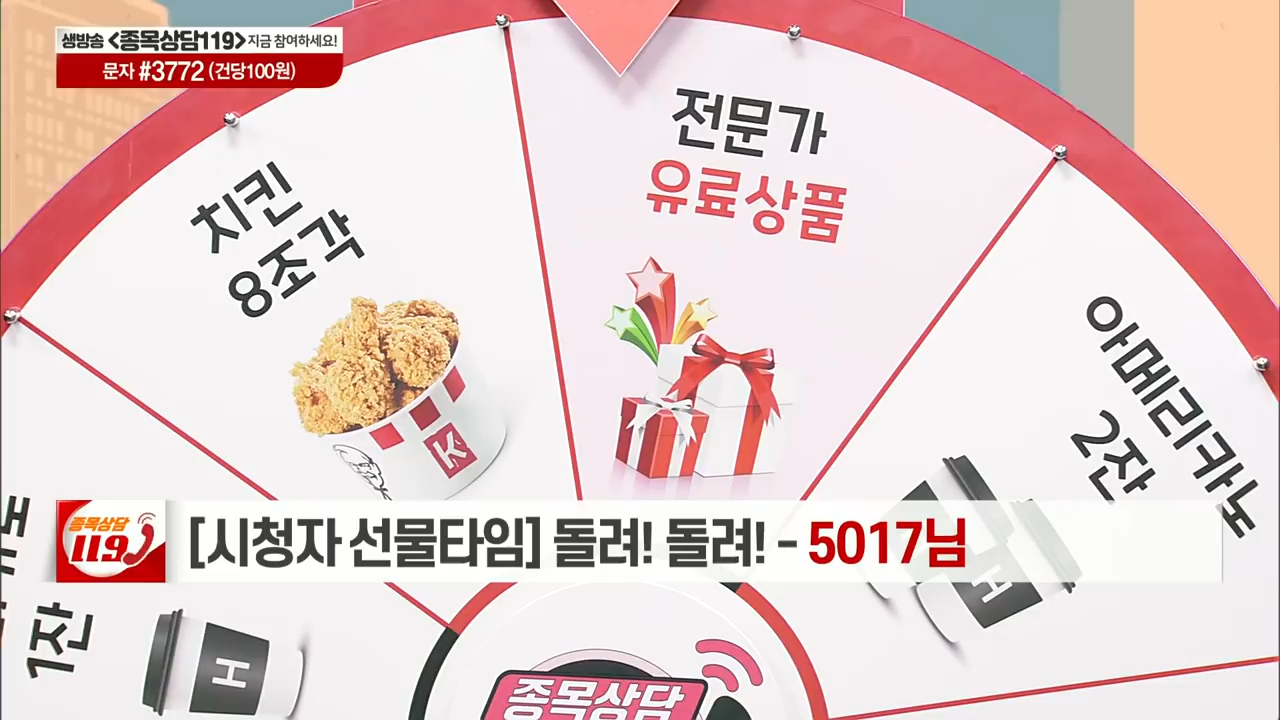 생방송 <종목상담119> 지금 참여하세요!
문자 #3772 (건당100원)
전문가
유료상품
치킨
8조각
K
아메리카노
2잔
H
종목상담
119
[시청자 선물타임] 돌려! 돌려! - 5017님
1잔
H
종목상담